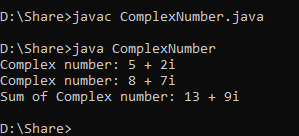 D:\Share>javac ComplexNumber.java
D:\Share>java ComplexNumber
Complex number: 5 + 2i
Complex number: 8 + 7i
Sum of Complex number: 13 + 9i
D:\Share>